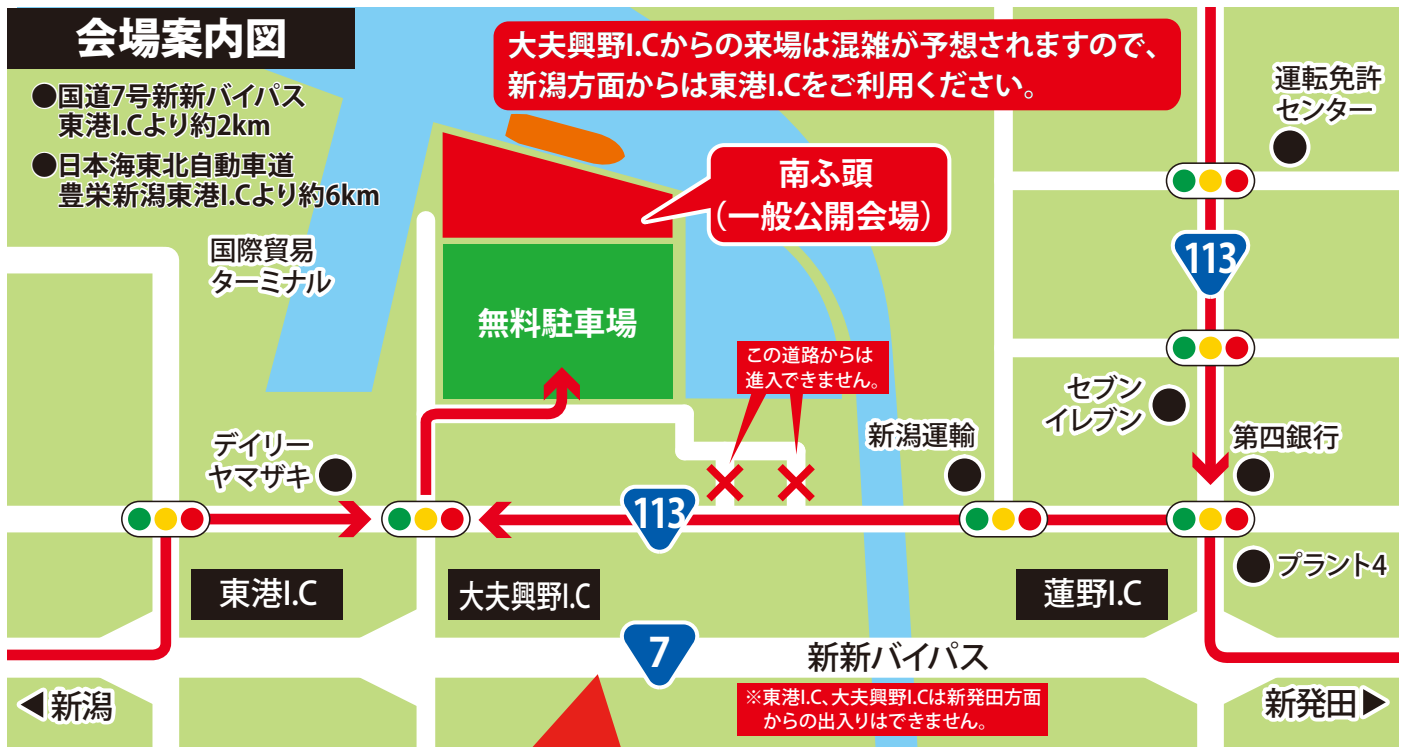 会場案内図
●国道7号新新バイパス
東港I.Cより約2km
●日本海東北自動車道
豊栄新潟東港I.Cより約6km
大夫興野I.Cからの来場は混雑が予想されますので、
新潟方面からは東港I.Cをご利用ください。
運転免許
センター
南ふ頭
（一般公開会場）
113
国際貿易
ターミナル
無料駐車場
この道路からは
進入できません。
セブン
イレブン
デイリー
ヤマザキ
新潟運輸
第四銀行
113
プラント4
東港I.C
大夫興野I.C
蓮野I.C
7
新新バイパス
※東港I.C、大夫興野I.Cは新発田方面
からの出入りはできません。
◀新潟
新発田▶